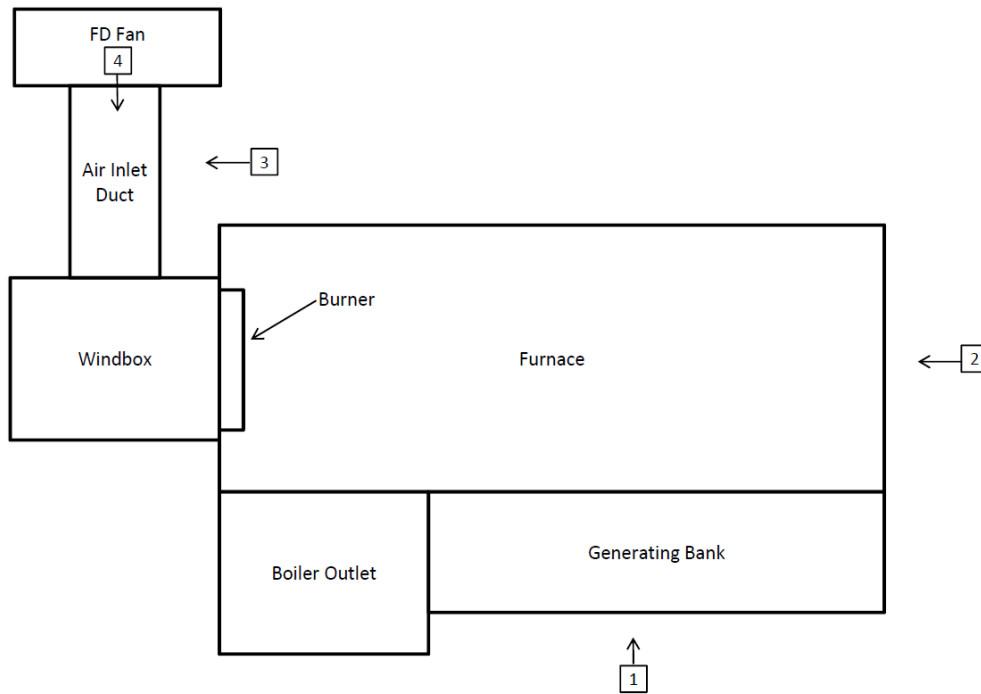 FD Fan
4
Air Inlet
Duct
3
Burner
Windbox
Furnace
2
Boiler Outlet
Generating Bank
1